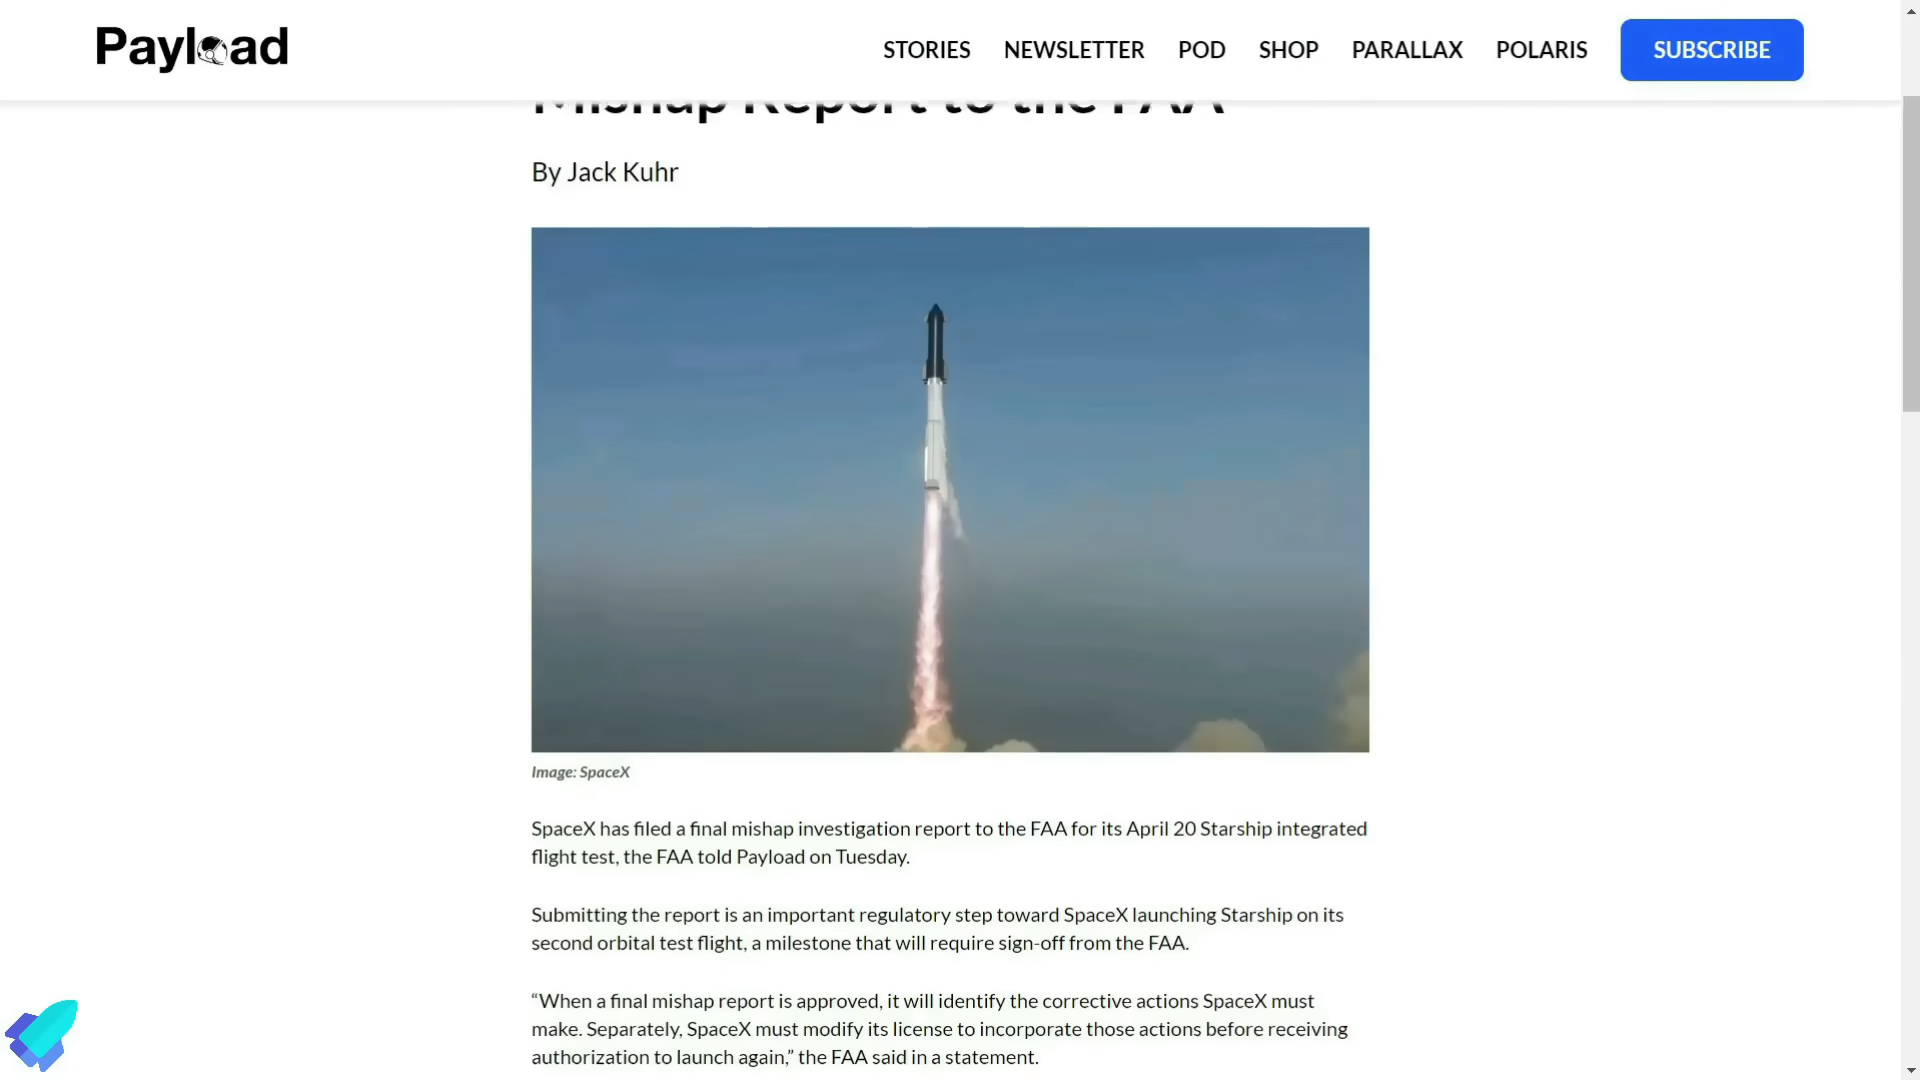 Payload
STORIES NEWSLETTER POD SHOP PARALLAX POLARIS SUBSCRIBE
Mishap Report to the FAA
By Jack Kuhr
Image: SpaceX
SpaceX has filed a final mishap investigation report to the FAA for its April 20 Starship integrated
flight test, the FAA told Payload on Tuesday.
Submitting the report is an important regulatory step toward SpaceX launching Starship on its
second orbital test flight, a milestone that will require sign-off from the FAA.
“When a final mishap report is approved, it will identify the corrective actions SpaceX must
make. Separately, SpaceX must modify its license to incorporate those actions before receiving
authorization to launch again,” the FAA said in a statement.